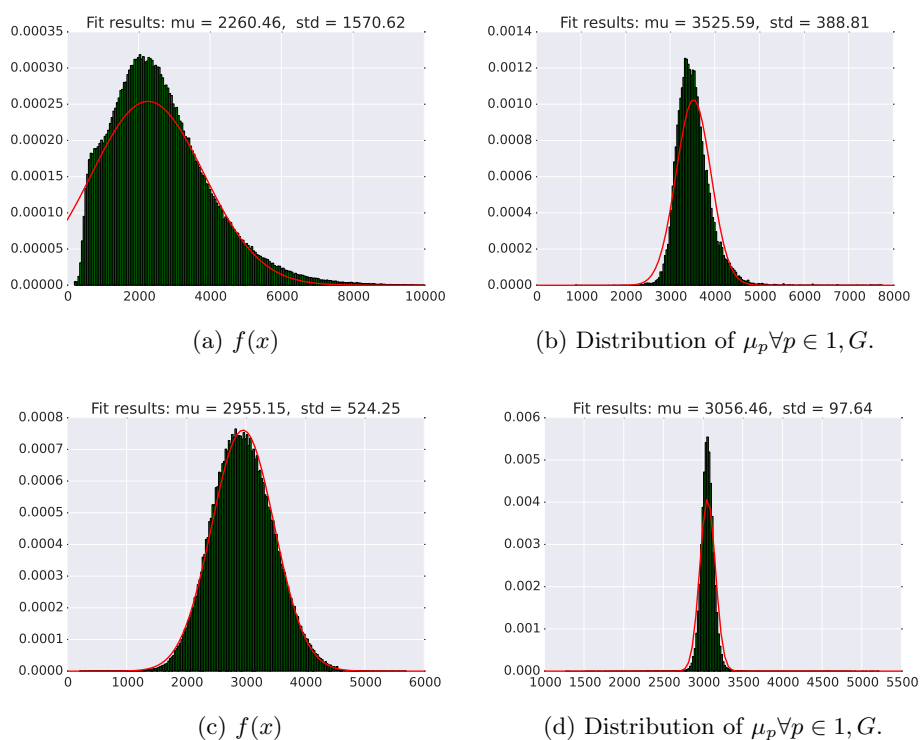 Fit results: mu = 2260.46, std = 1570.62
0.00035
0.00030
0.00025
0.00020
0.00015
0.00010
0.00005
0.00000
0 2000 4000 6000 8000 10000
(a) f(x)
Fit results: mu = 3525.59, std = 388.81
0.0014
0.0012
0.0010
0.0008
0.0006
0.0004
0.0002
0.0000
0 1000 2000 3000 4000 5000 6000 7000 8000
(b) Distribution of μ_p∀p ∈ 1, G.
Fit results: mu = 2955.15, std = 524.25
0.0008
0.0007
0.0006
0.0005
0.0004
0.0003
0.0002
0.0001
0.0000
0 1000 2000 3000 4000 5000 6000
(c) f(x)
Fit results: mu = 3056.46, std = 97.64
0.006
0.005
0.004
0.003
0.002
0.001
0.000
1000 1500 2000 2500 3000 3500 4000 4500 5000 5500
(d) Distribution of μ_p∀p ∈ 1, G.